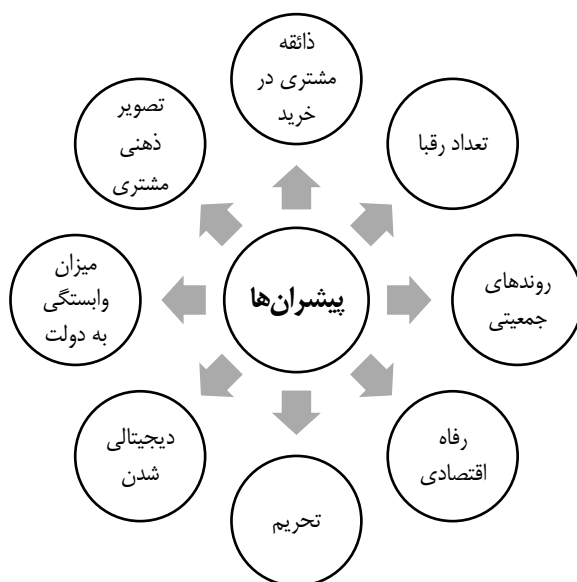 ذائقه
مشتری در
خرید
تعداد رقبا
روندهای
جمعیتی
رفاه
اقتصادی
تحریم
دیجیتالی
شدن
میزان
وابستگی
به دولت
تصویر
ذهنی
مشتری
پیشران‌ها